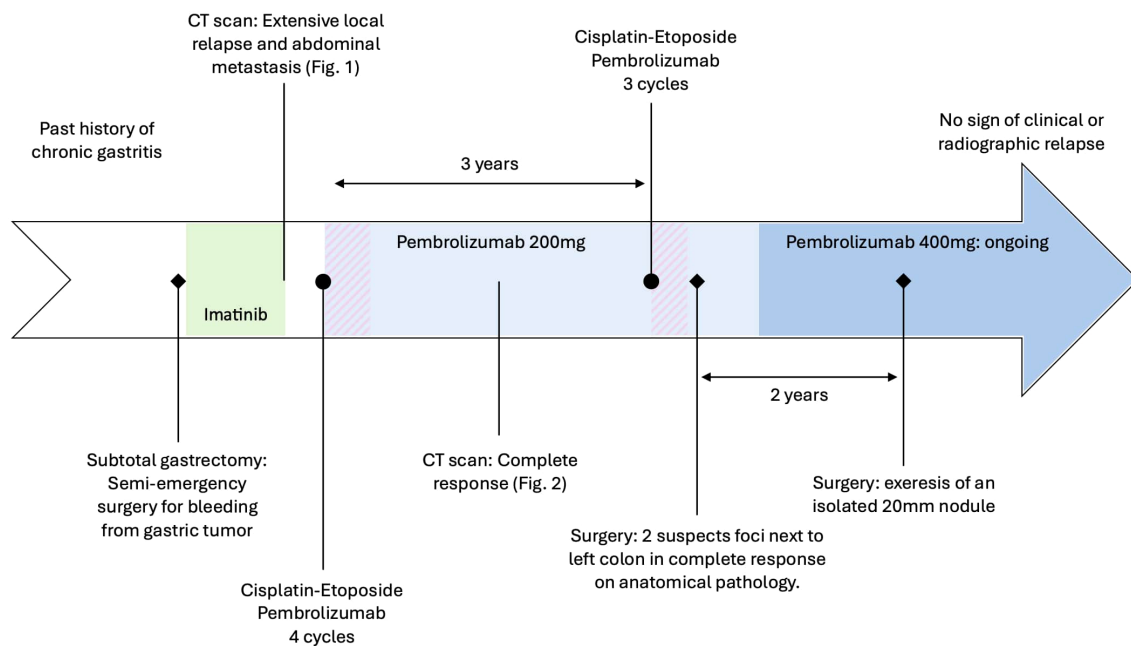 CT scan: Extensive local
relapse and abdominal
metastasis (Fig. 1)
Cisplatin-Etoposide
Pembrolizumab
3 cycles
Past history of
chronic gastritis
No sign of clinical or
radiographic relapse
3 years
Pembrolizumab 200mg
Pembrolizumab 400mg: ongoing
Imatinib
2 years
Subtotal gastrectomy:
Semi-emergency
surgery for bleeding
from gastric tumor
CT scan: Complete
response (Fig. 2)
Surgery: exeresis of an
isolated 20mm nodule
Surgery: 2 suspects foci next to
left colon in complete response
on anatomical pathology.
Cisplatin-Etoposide
Pembrolizumab
4 cycles